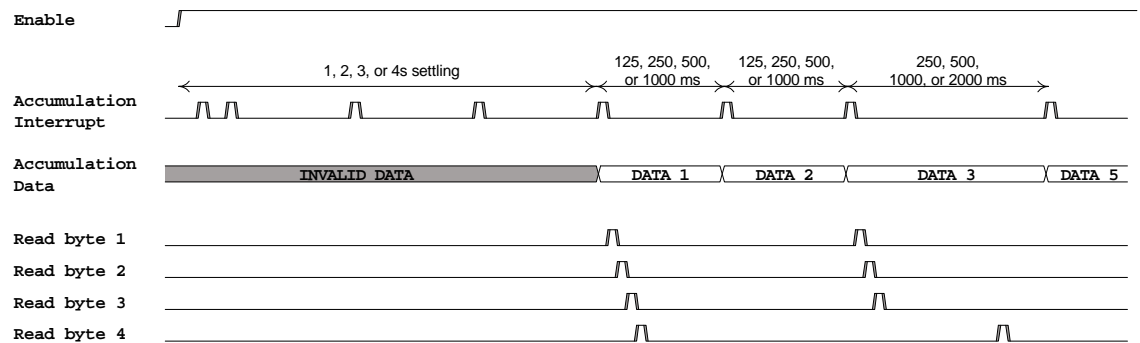 Enable
1, 2, 3, or 4s settling
125, 250, 500,
or 1000 ms
125, 250, 500,
or 1000 ms
250, 500,
1000, or 2000 ms
Accumulation
Interrupt
Accumulation
Data
INVALID DATA
DATA 1
DATA 2
DATA 3
DATA 5
Read byte 1
Read byte 2
Read byte 3
Read byte 4